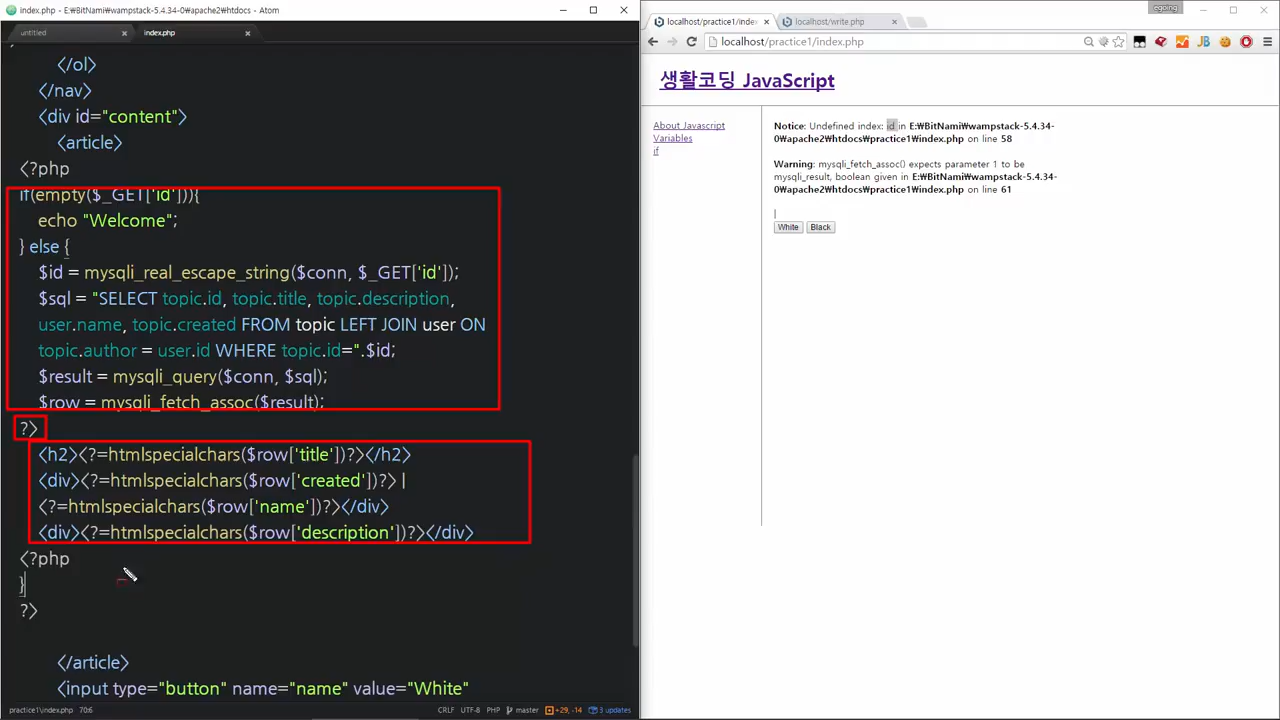 index.php - E:\BitNami\wampstack-5.4.34-0\apache2\htdocs - Atom
untitled
index.php
</ol>
</nav>
<div id="content">
<article>
<?php
if(empty($_GET['id'])){
echo "Welcome";
} else {
$id = mysqli_real_escape_string($conn, $_GET['id']);
$sql = "SELECT topic.id, topic.title, topic.description,
user.name, topic.created FROM topic LEFT JOIN user ON
topic.author = user.id WHERE topic.id=".$id;
$result = mysqli_query($conn, $sql);
$row = mysqli_fetch_assoc($result);
?>
<h2><?=htmlspecialchars($row['title'])?></h2>
<div><?=htmlspecialchars($row['created'])?> |
<?=htmlspecialchars($row['name'])?></div>
<div><?=htmlspecialchars($row['description'])?></div>
<?php
}
?>
</article>
<input type="button" name="name" value="White"
practice1\index.php 70:6
CRLF UTF-8 PHP master +29, -14 3 updates
egoing
localhost/practice1/inde
localhost/write.php
localhost/practice1/index.php
생활코딩 JavaScript
About Javascript
Variables
if
Notice: Undefined index: id in E:₩BitNami₩wampstack-5.4.34-
0₩apache2₩htdocs₩practice1₩index.php on line 58
Warning: mysqli_fetch_assoc() expects parameter 1 to be
mysqli_result, boolean given in E:₩BitNami₩wampstack-5.4.34-
0₩apache2₩htdocs₩practice1₩index.php on line 61
|
White Black